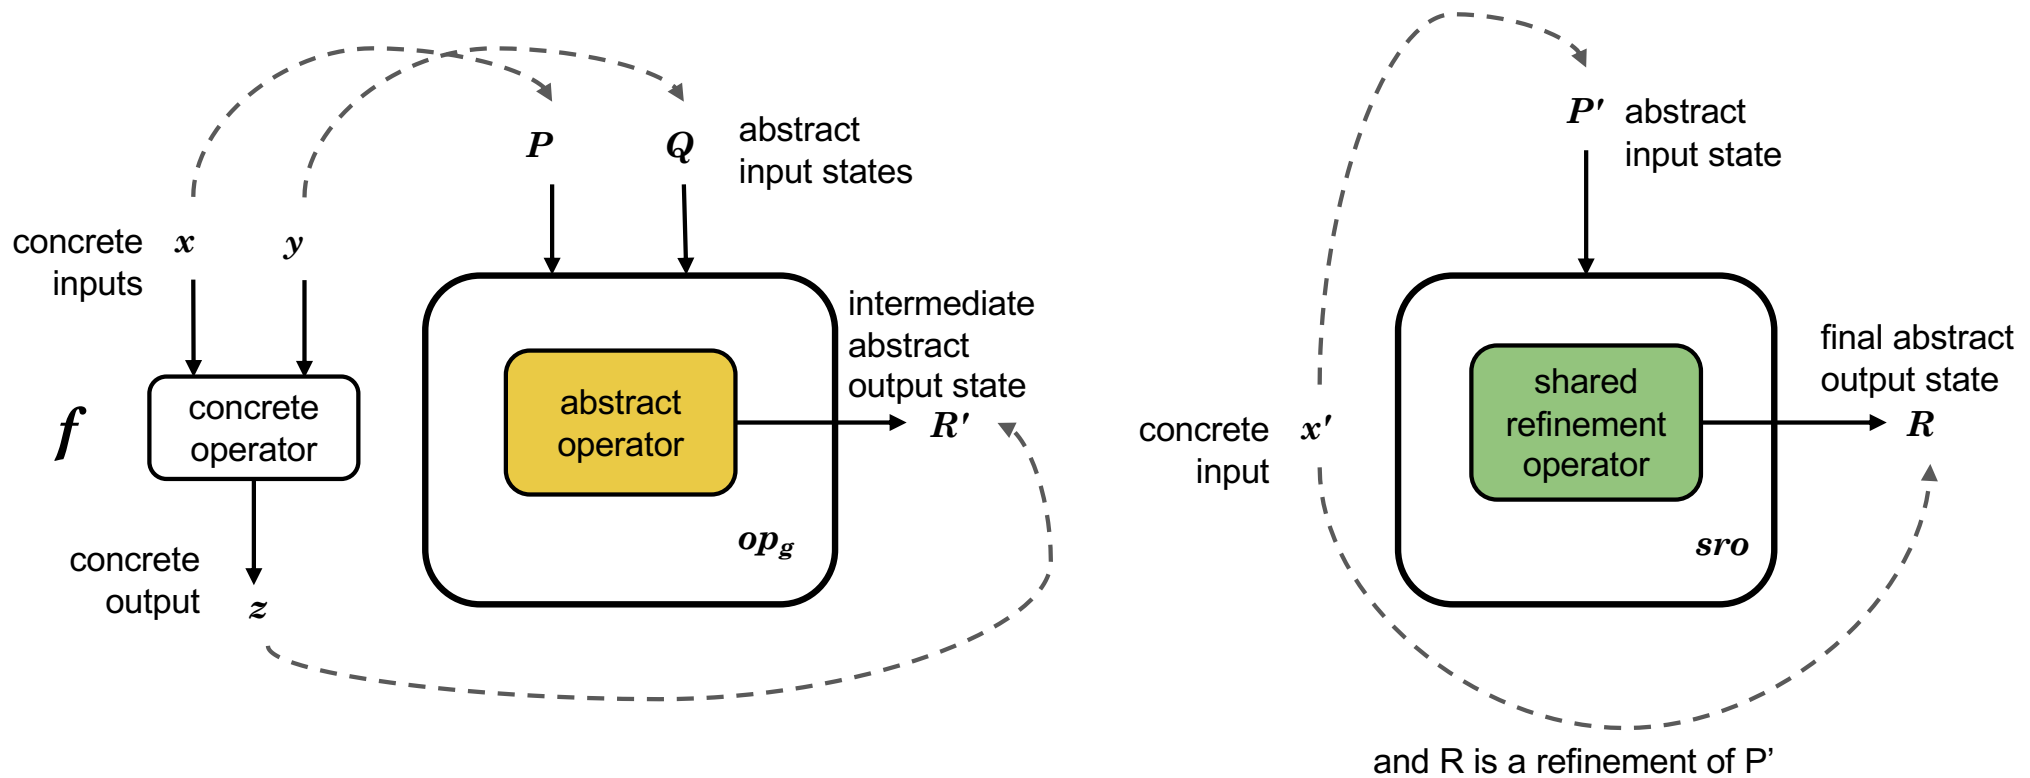 P
Q
abstract
input states
concrete
inputs
x
y
f
concrete
operator
concrete
output
z
abstract
operator
op_g
intermediate
abstract
output state
R'
P'
abstract
input state
concrete
input
x'
shared
refinement
operator
sro
final abstract
output state
R
and R is a refinement of P’